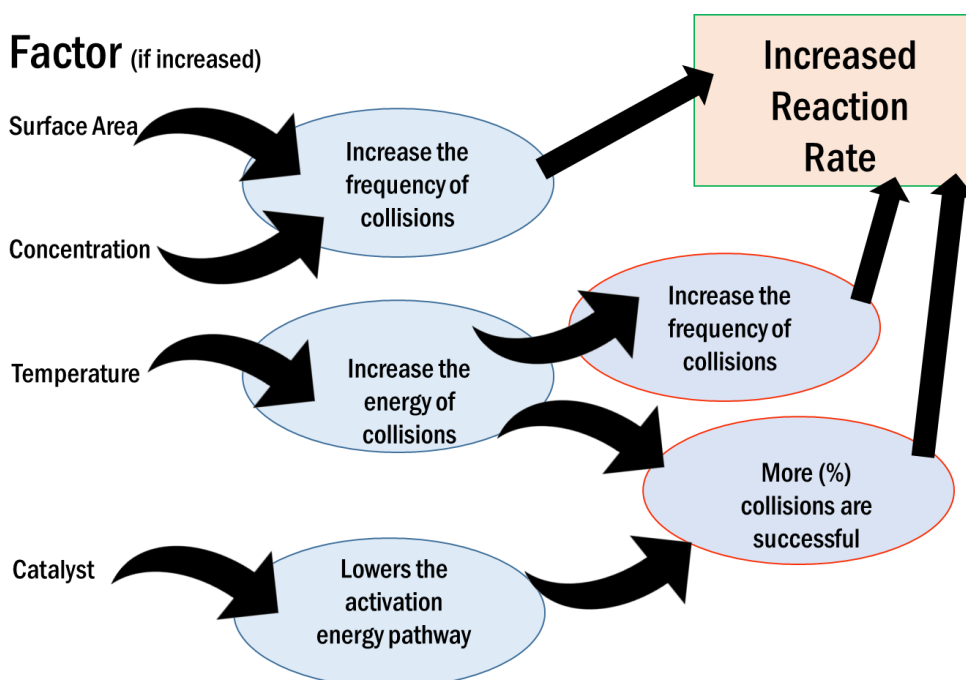 Factor (if increased)
Increased
Reaction
Rate
Surface Area
Increase the
frequency of
collisions
Concentration
Increase the
frequency of
collisions
Temperature
Increase the
energy of
collisions
More (%)
collisions are
successful
Catalyst
Lowers the
activation
energy pathway